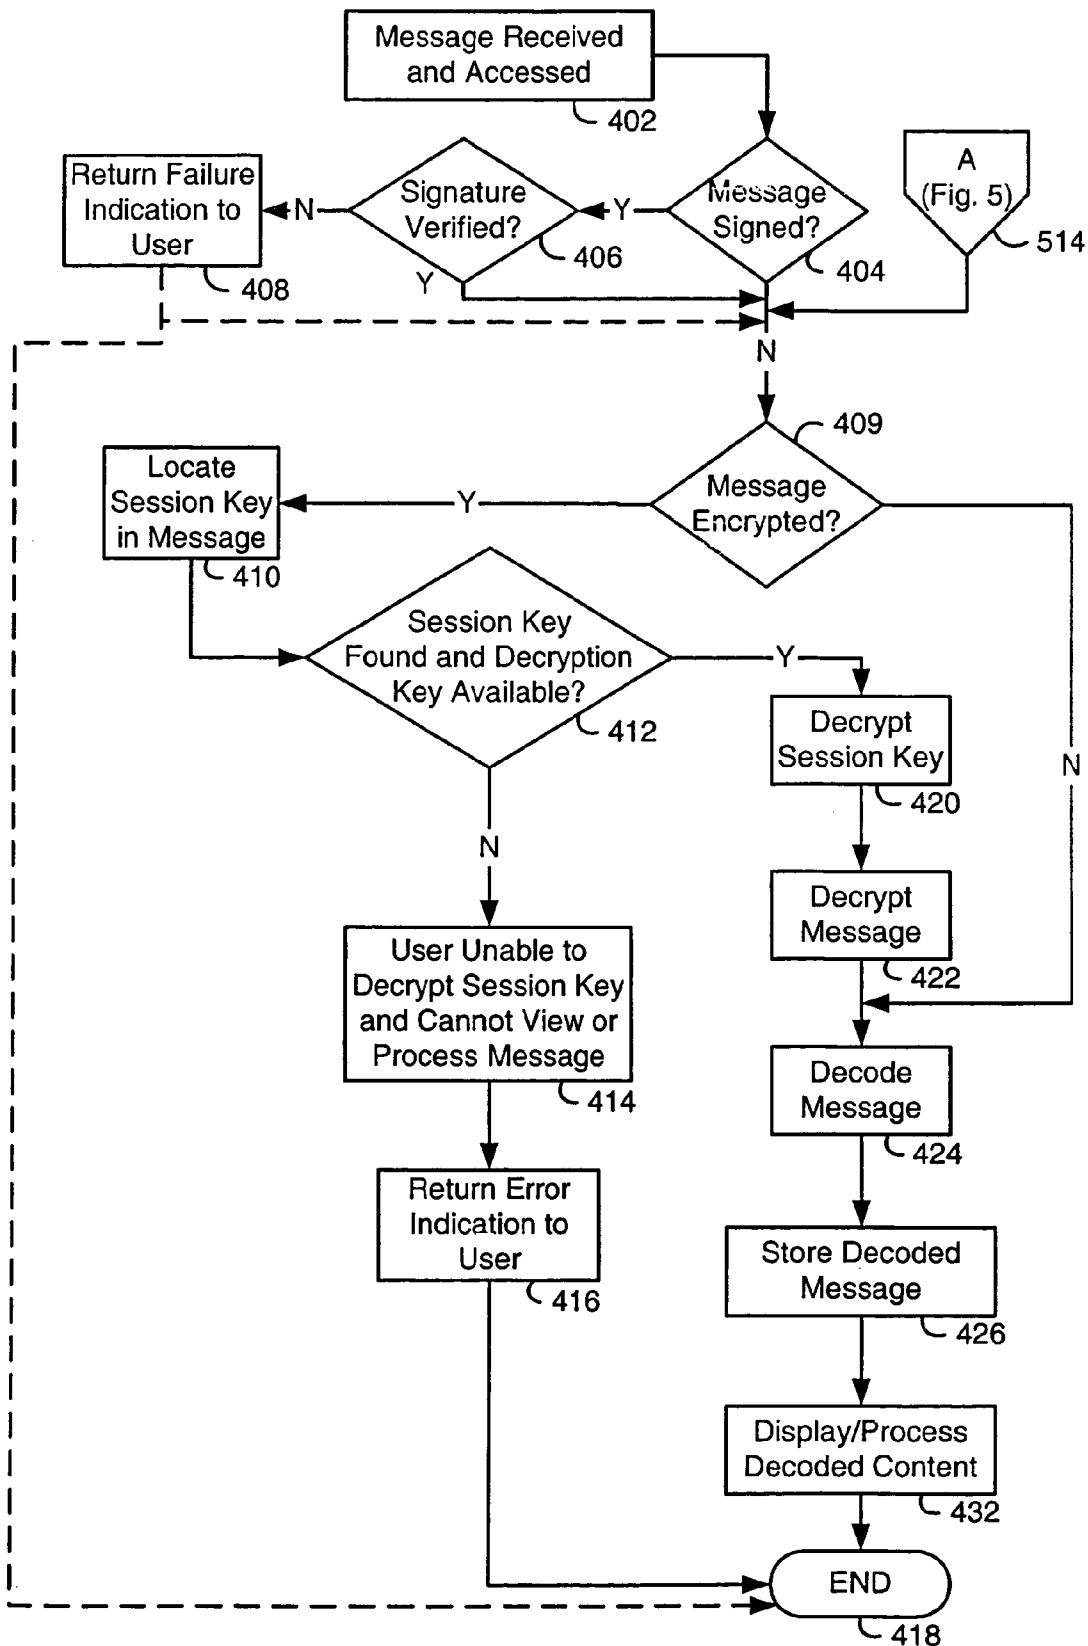 Message Received
and Accessed
402
Return Failure
Indication to
User
408
N
Signature
Verified?
406
Y
Y
Message
Signed?
404
A
(Fig. 5)
514
N
409
Message
Encrypted?
Y
Locate
Session Key
in Message
410
Session Key
Found and Decryption
Key Available?
412
Y
Decrypt
Session Key
420
N
N
Decrypt
Message
422
User Unable to
Decrypt Session Key
and Cannot View or
Process Message
414
Decode
Message
424
Return Error
Indication to
User
416
Store Decoded
Message
426
Display/Process
Decoded Content
432
END
418